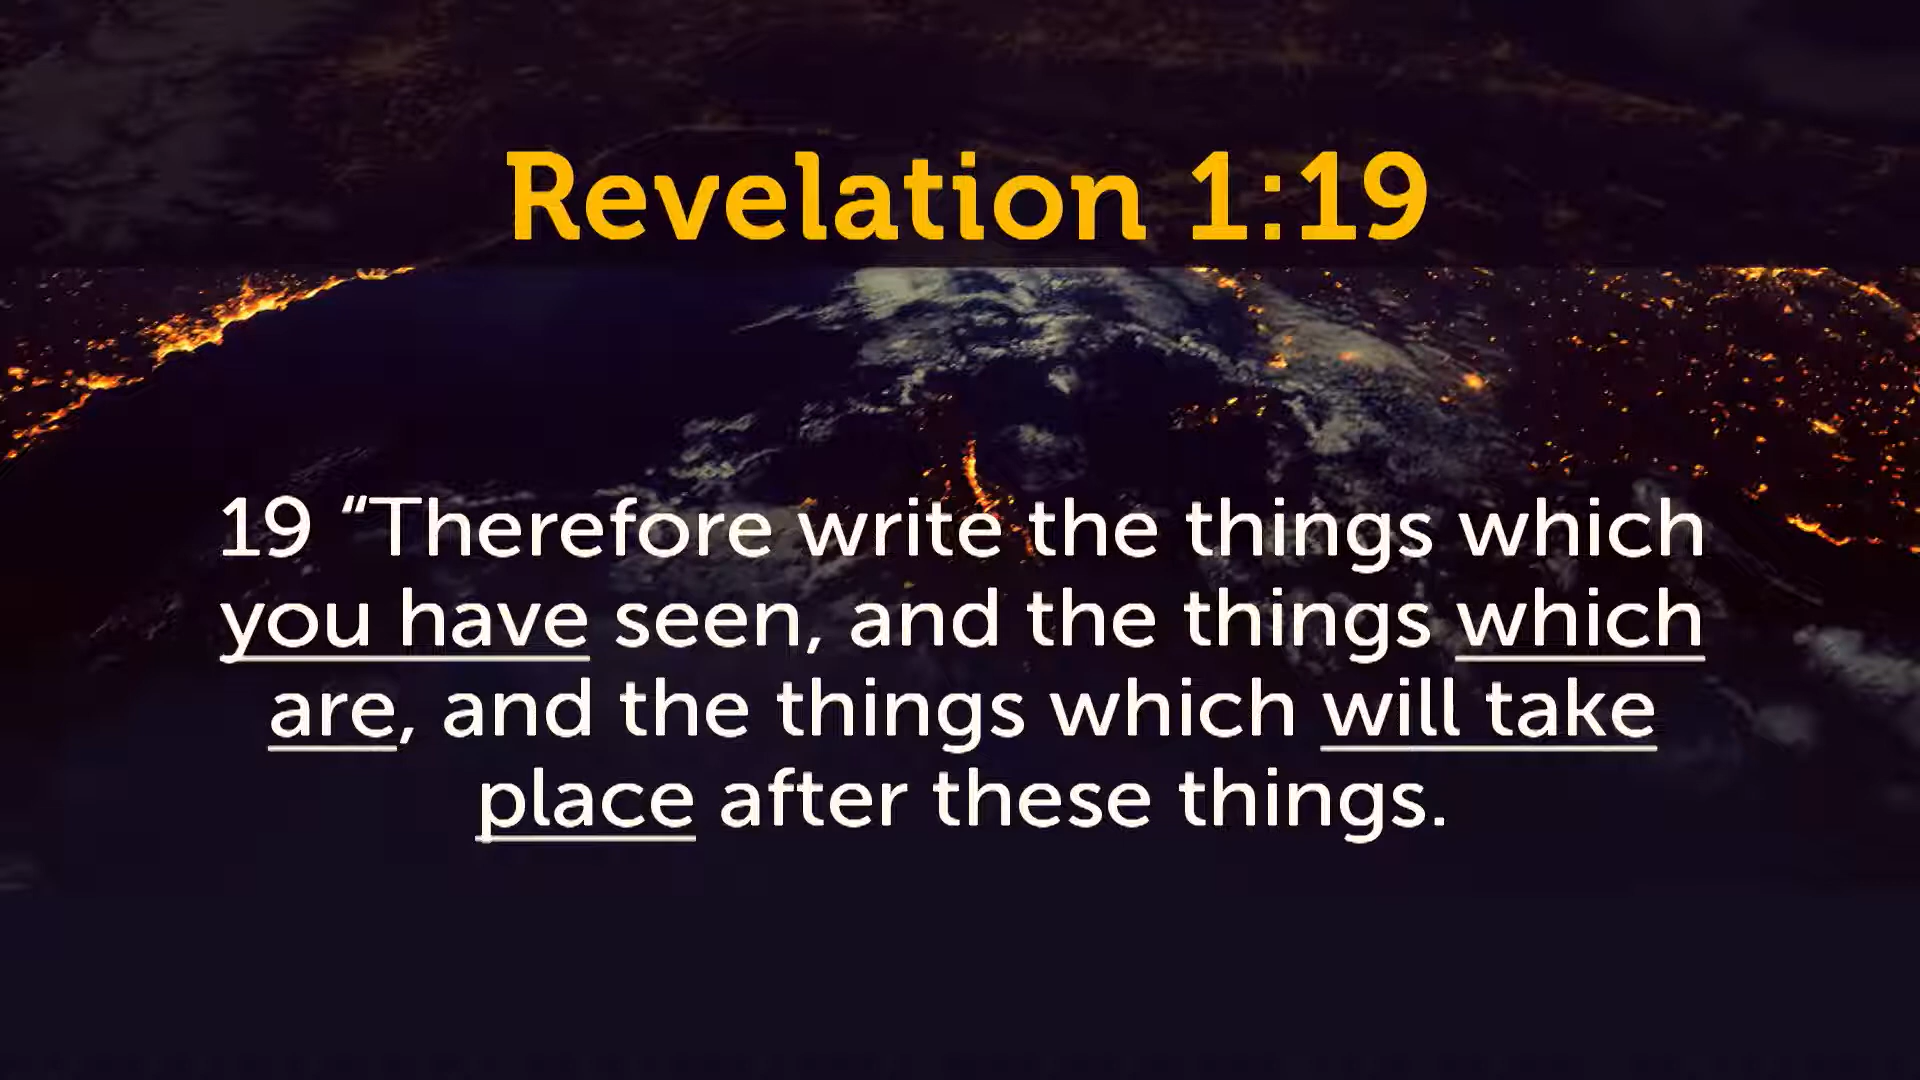 Revelation 1:19
19 “Therefore write the things which
you have seen, and the things which
are, and the things which will take
place after these things.